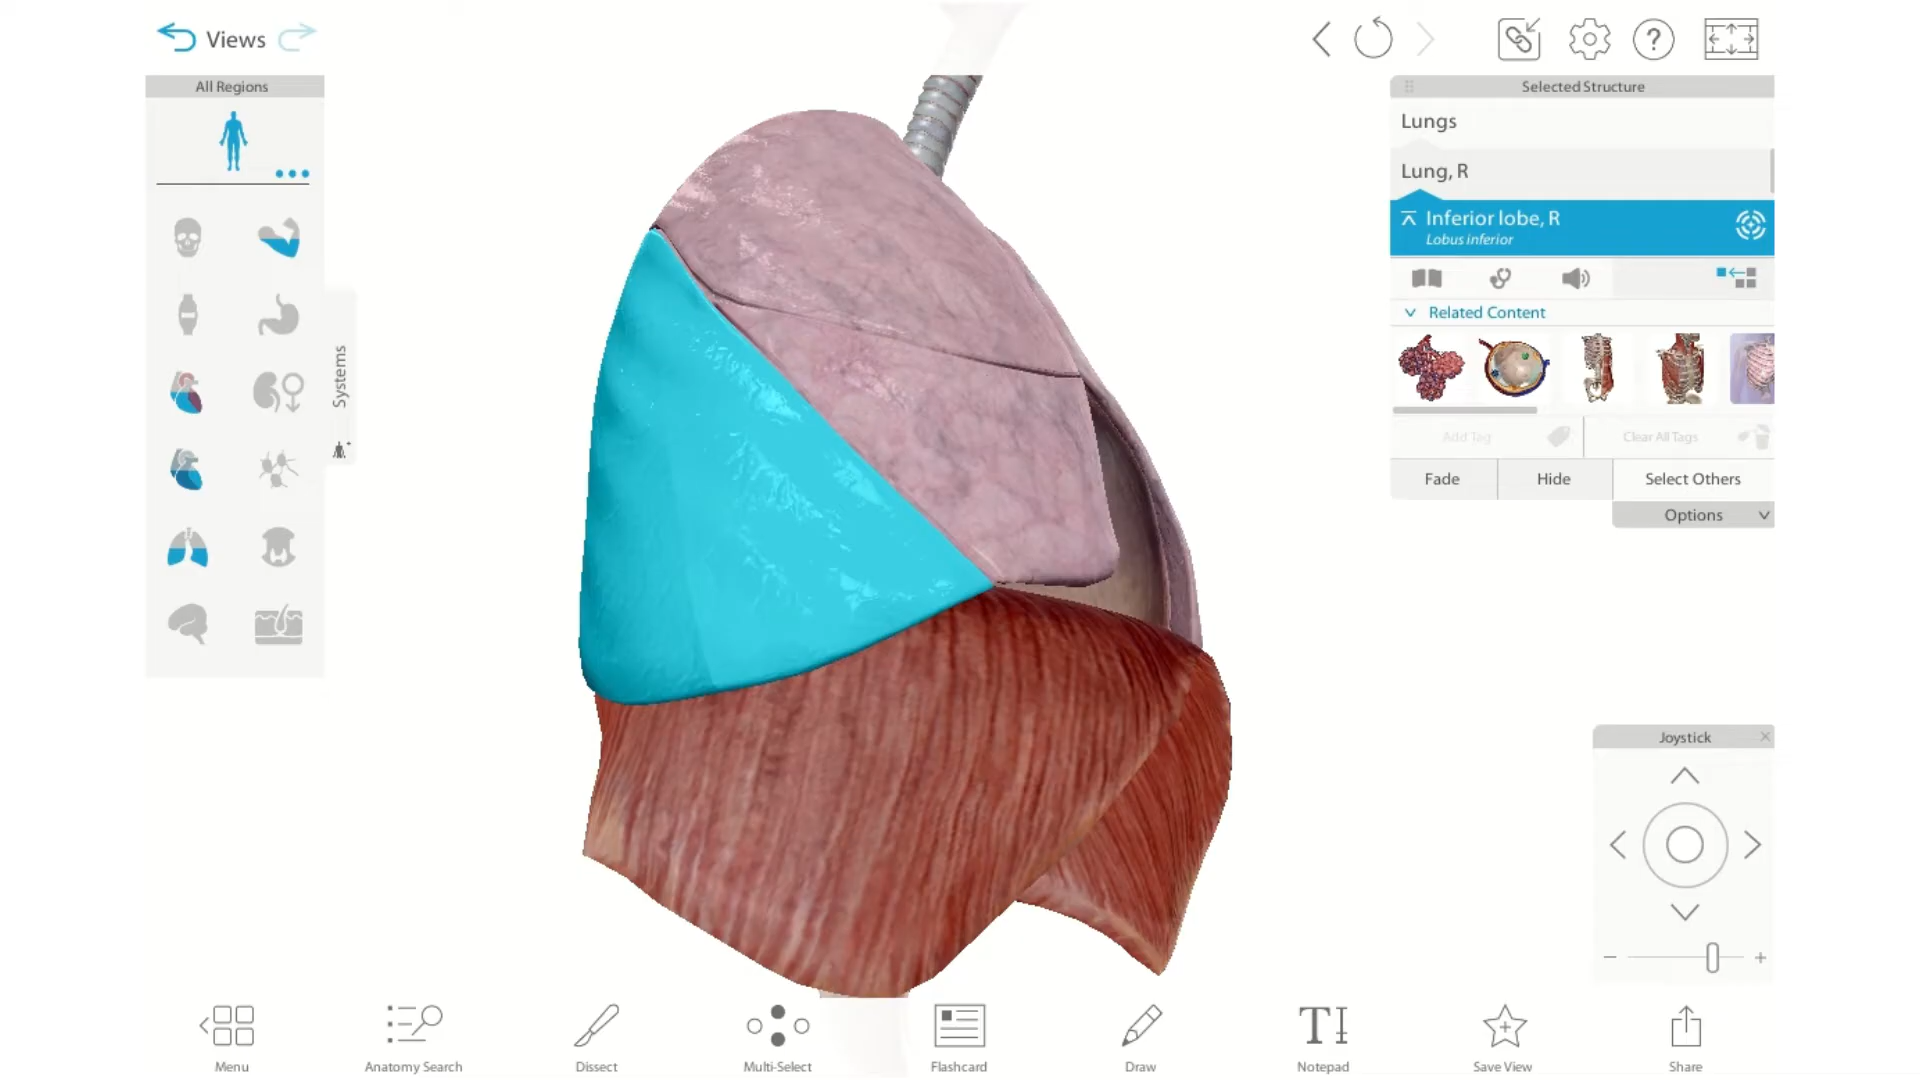 Views
All Regions
Systems
Selected Structure
Lungs
Lung, R
Inferior lobe, R
Lobus inferior
Related Content
Add Tag
Clear All Tags
Fade
Hide
Select Others
Options
Joystick
Menu
Anatomy Search
Dissect
Multi-Select
Flashcard
Draw
Notepad
Save View
Share